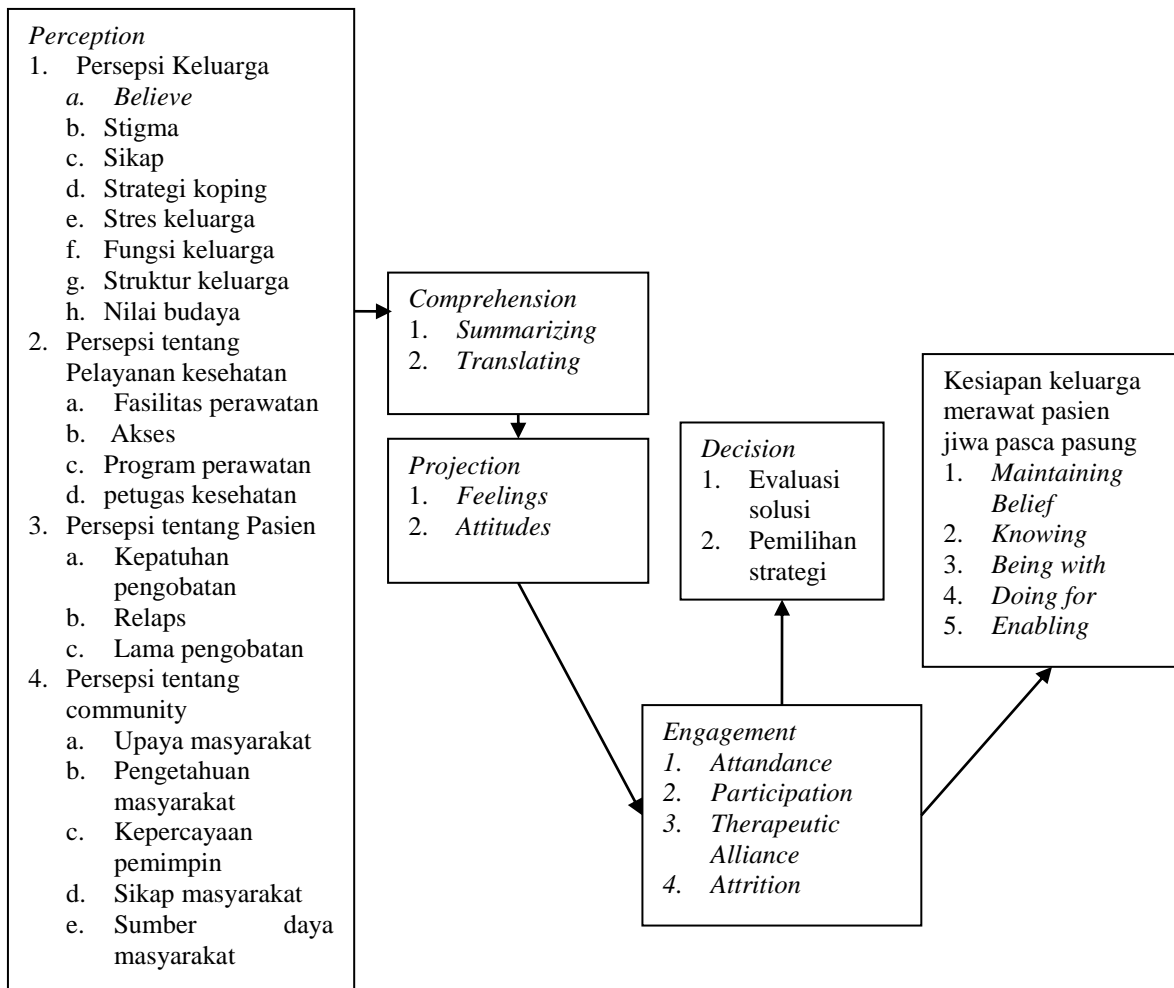 Perception
1. Persepsi Keluarga
a. Believe
b. Stigma
c. Sikap
d. Strategi koping
e. Stres keluarga
f. Fungsi keluarga
g. Struktur keluarga
h. Nilai budaya
2. Persepsi tentang
Pelayanan kesehatan
a. Fasilitas perawatan
b. Akses
c. Program perawatan
d. petugas kesehatan
3. Persepsi tentang Pasien
a. Kepatuhan
pengobatan
b. Relaps
c. Lama pengobatan
4. Persepsi tentang
community
a. Upaya masyarakat
b. Pengetahuan
masyarakat
c. Kepercayaan
pemimpin
d. Sikap masyarakat
e. Sumber daya
masyarakat
Comprehension
1. Summarizing
2. Translating
Projection
1. Feelings
2. Attitudes
Decision
1. Evaluasi
solusi
2. Pemilihan
strategi
Engagement
1. Attandance
2. Participation
3. Therapeutic
Alliance
4. Attrition
Kesiapan keluarga
merawat pasien
jiwa pasca pasung
1. Maintaining
Belief
2. Knowing
3. Being with
4. Doing for
5. Enabling